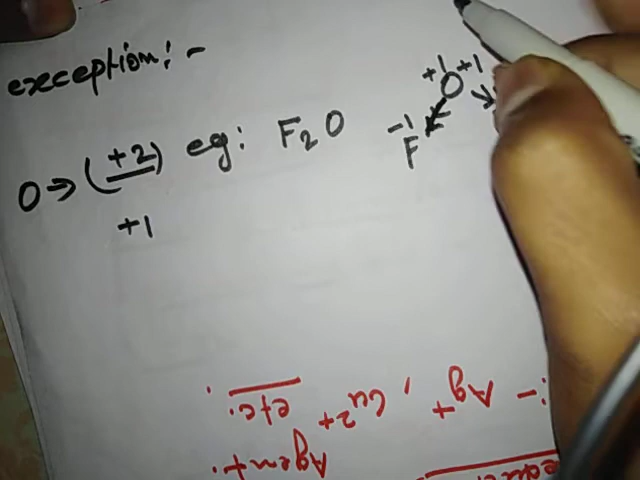 exception:-
+1 O +1
O → (+2) eg: F2O
-1
F
+1
:- Ag+, Cu2+ etc.
Agent.